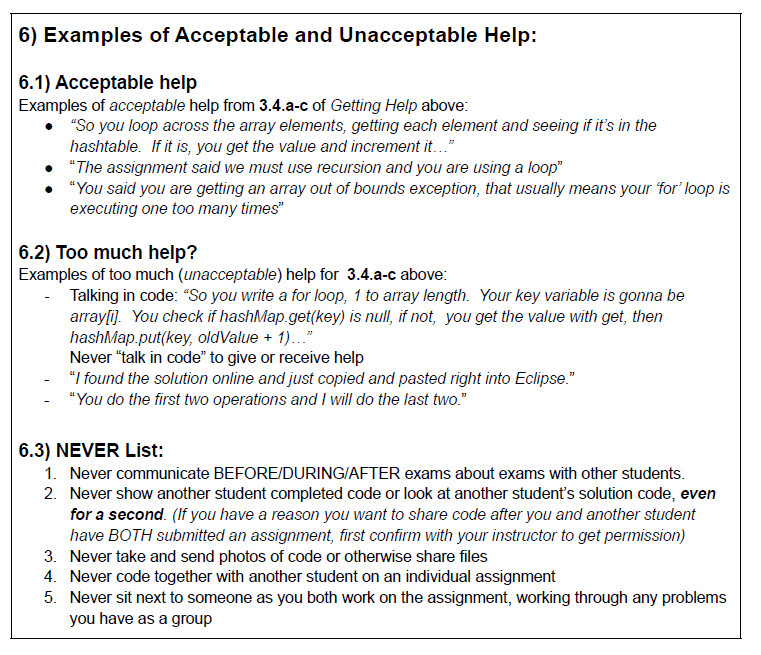 6) Examples of Acceptable and Unacceptable Help:
6.1) Acceptable help
Examples of acceptable help from 3.4.a-c of Getting Help above:
● “So you loop across the array elements, getting each element and seeing if it’s in the
hashtable.  If it is, you get the value and increment it…”
● “The assignment said we must use recursion and you are using a loop”
● “You said you are getting an array out of bounds exception, that usually means your ‘for’ loop is
executing one too many times”
6.2) Too much help?
Examples of too much (unacceptable) help for  3.4.a-c above:
- Talking in code: “So you write a for loop, 1 to array length.  Your key variable is gonna be
array[i].  You check if hashMap.get(key) is null, if not,  you get the value with get, then
hashMap.put(key, oldValue + 1)…”
Never “talk in code” to give or receive help
- “I found the solution online and just copied and pasted right into Eclipse.”
- “You do the first two operations and I will do the last two.”
6.3) NEVER List:
1. Never communicate BEFORE/DURING/AFTER exams about exams with other students.
2. Never show another student completed code or look at another student’s solution code, even
for a second. (If you have a reason you want to share code after you and another student
have BOTH submitted an assignment, first confirm with your instructor to get permission)
3. Never take and send photos of code or otherwise share files
4. Never code together with another student on an individual assignment
5. Never sit next to someone as you both work on the assignment, working through any problems
you have as a group